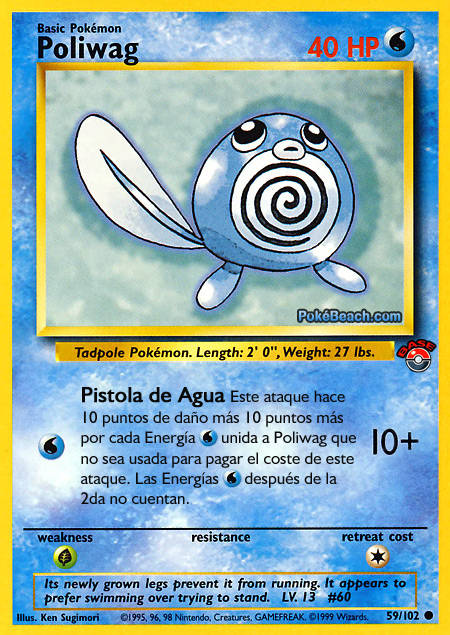 Basic Pokémon
Poliwag
40 HP
PokéBeach.com
Tadpole Pokémon. Length: 2' 0", Weight: 27 lbs.
BASE
Pistola de Agua Este ataque hace
10 puntos de daño más 10 puntos más
por cada Energía unida a Poliwag que
no sea usada para pagar el coste de este
ataque. Las Energías después de la
2da no cuentan.
10+
weakness resistance retreat cost
Its newly grown legs prevent it from running. It appears to
prefer swimming over trying to stand. LV. 13 #60
Illus. Ken Sugimori ©1995, 96, 98 Nintendo, Creatures, GAMEFREAK. ©1999 Wizards. 59/102